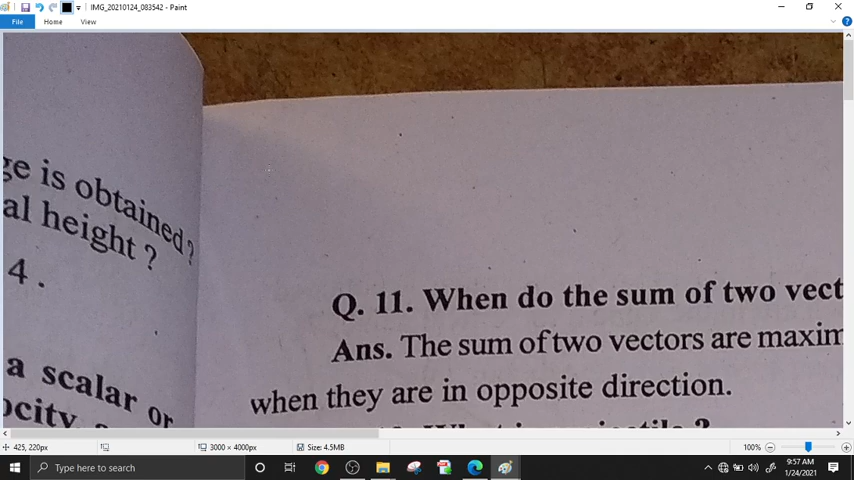 IMG_20210124_083542 - Paint
File Home View
ge is obtained?
al height ?
4 .
a scalar or
ocity
Q. 11. When do the sum of two vect
Ans. The sum of two vectors are maxim
when they are in opposite direction.
425, 220px
3000 × 4000px
Size: 4.5MB
100%
Type here to search
9:57 AM
1/24/2021